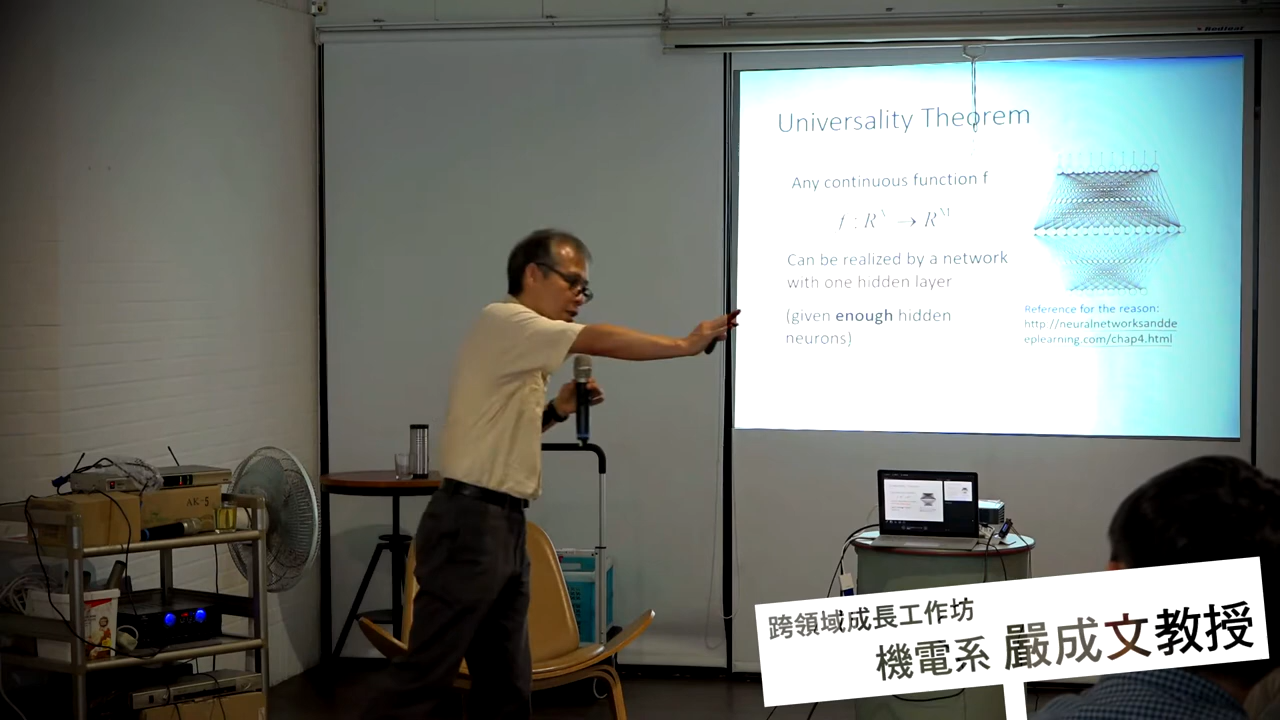 Universality Theorem
Any continuous function f
f : R^N → R^M
Can be realized by a network
with one hidden layer
(given enough hidden
neurons)
Reference for the reason:
http://neuralnetworksandde
eplearning.com/chap4.html
AK-5
跨領域成長工作坊
機電系 嚴成文教授